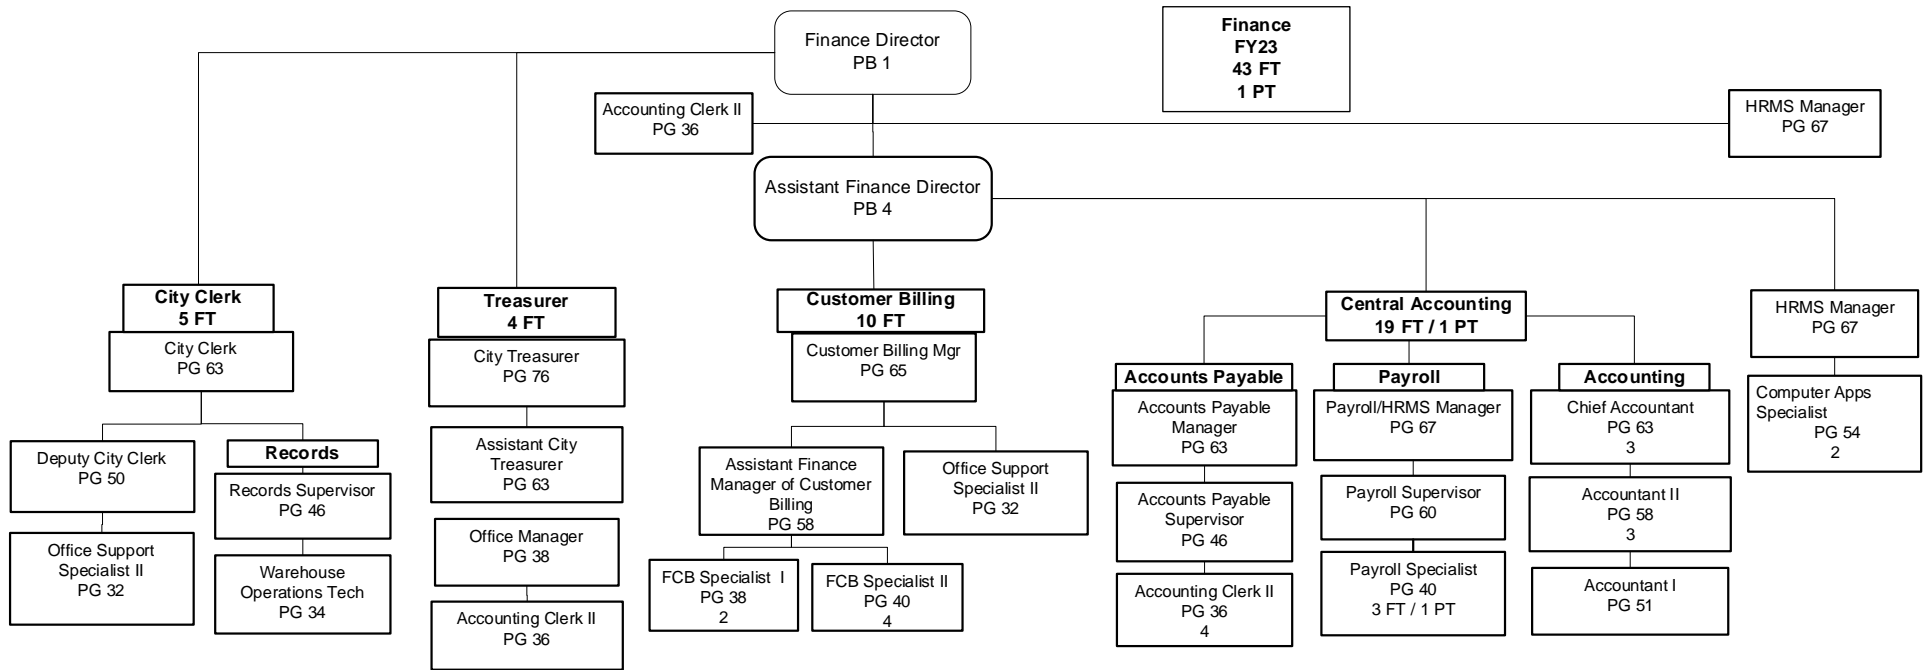 Finance Director
PB 1
Finance
FY23
43 FT
1 PT
Accounting Clerk II
PG 36
HRMS Manager
PG 67
Assistant Finance Director
PB 4
City Clerk
5 FT
City Clerk
PG 63
Deputy City Clerk
PG 50
Office Support
Specialist II
PG 32
Records
Records Supervisor
PG 46
Warehouse
Operations Tech
PG 34
Treasurer
4 FT
City Treasurer
PG 76
Assistant City
Treasurer
PG 63
Office Manager
PG 38
Accounting Clerk II
PG 36
Customer Billing
10 FT
Customer Billing Mgr
PG 65
Assistant Finance
Manager of Customer
Billing
PG 58
Office Support
Specialist II
PG 32
FCB Specialist I
PG 38
2
FCB Specialist II
PG 40
4
Central Accounting
19 FT / 1 PT
Accounts Payable
Accounts Payable
Manager
PG 63
Accounts Payable
Supervisor
PG 46
Accounting Clerk II
PG 36
4
Payroll
Payroll/HRMS Manager
PG 67
Payroll Supervisor
PG 60
Payroll Specialist
PG 40
3 FT / 1 PT
Accounting
Chief Accountant
PG 63
3
Accountant II
PG 58
3
Accountant I
PG 51
HRMS Manager
PG 67
Computer Apps
Specialist
PG 54
2